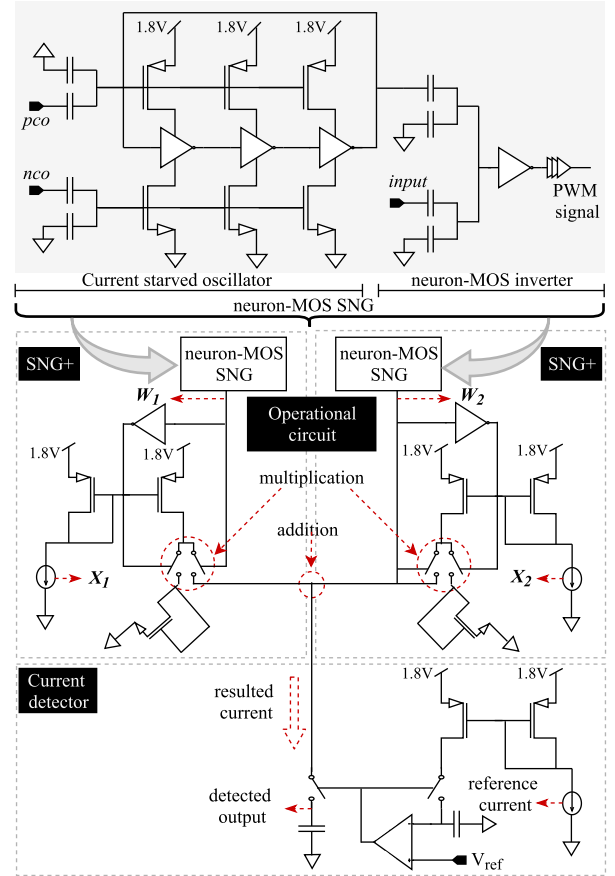 1.8V 1.8V 1.8V
pco
nco
input
PWM
signal
Current starved oscillator
neuron-MOS inverter
neuron-MOS SNG
SNG+
neuron-MOS
SNG
neuron-MOS
SNG
SNG+
W1
W2
Operational
circuit
1.8V 1.8V
1.8V 1.8V
multiplication
addition
X1
X2
Current
detector
resulted
current
1.8V 1.8V
detected
output
reference
current
Vref